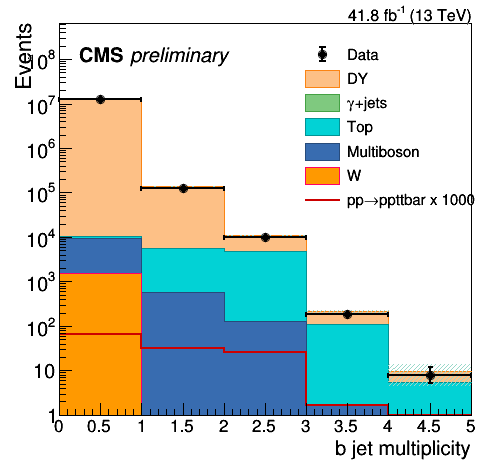 41.8 fb⁻¹ (13 TeV)
Events
CMS preliminary
Data
DY
γ+jets
Top
Multiboson
W
pp→ppttbar x 1000
10⁸
10⁷
10⁶
10⁵
10⁴
10³
10²
10
1
0 0.5 1 1.5 2 2.5 3 3.5 4 4.5 5
b jet multiplicity